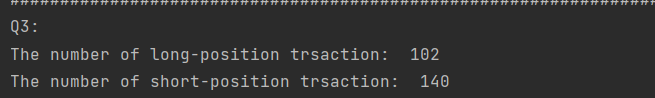 ################################################################
Q3:
The number of long-position trsaction:  102
The number of short-position trsaction:  140